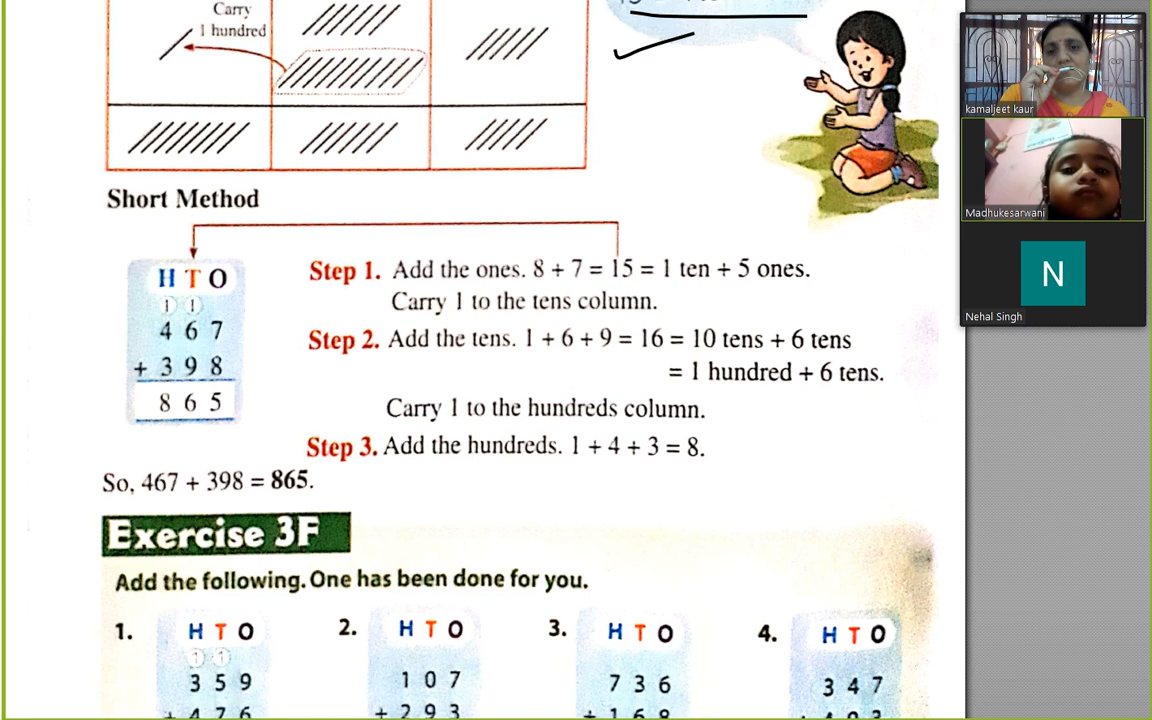 Carry
1 hundred
Short Method
H T O
1 1
4 6 7
+ 3 9 8
8 6 5
Step 1. Add the ones. 8 + 7 = 15 = 1 ten + 5 ones.
Carry 1 to the tens column.
Step 2. Add the tens. 1 + 6 + 9 = 16 = 10 tens + 6 tens
= 1 hundred + 6 tens.
Carry 1 to the hundreds column.
Step 3. Add the hundreds. 1 + 4 + 3 = 8.
So, 467 + 398 = 865.
Exercise 3F
Add the following. One has been done for you.
1. H T O
1 1
3 5 9
+ 4 7 6
2. H T O
1 0 7
+ 2 9 3
3. H T O
7 3 6
+ 1 6
4. H T O
3 4 7
kamaljeet kaur
Madhukesarwani
N
Nehal Singh